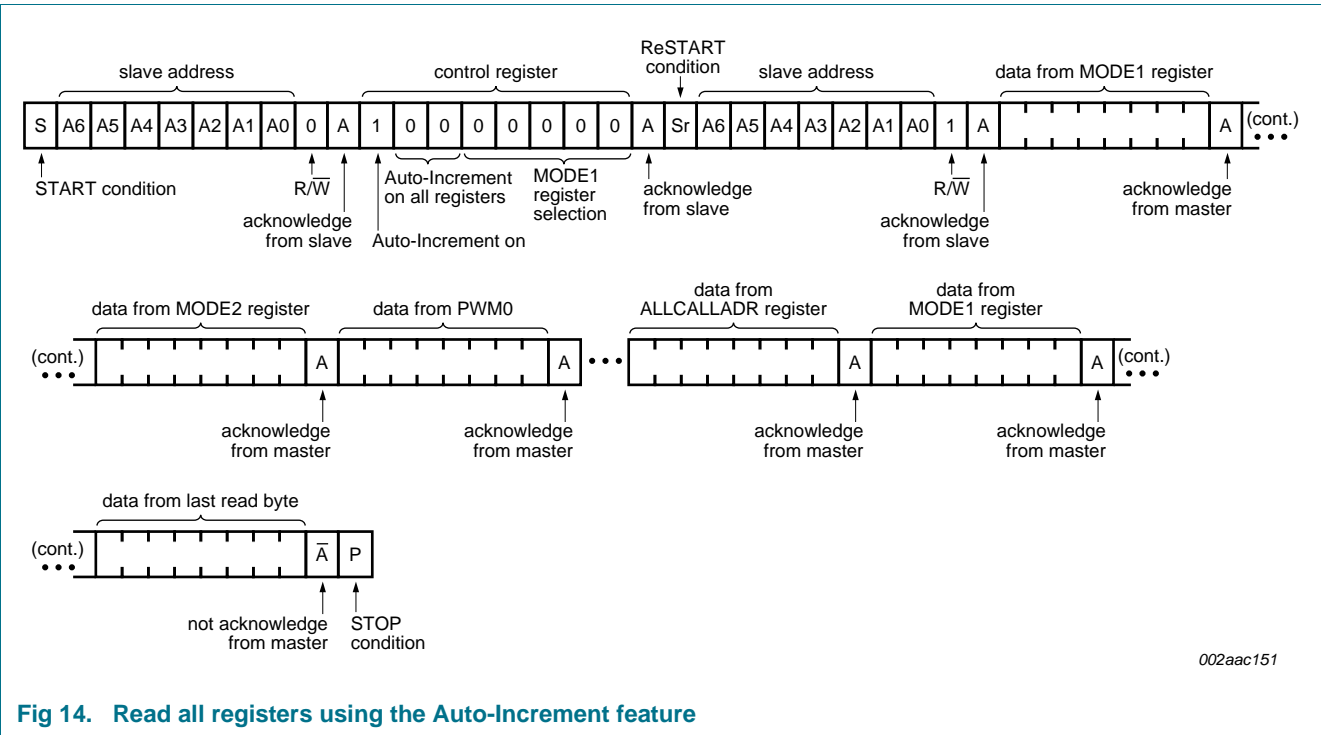 ReSTART
condition
slave address
control register
slave address
data from MODE1 register
S A6 A5 A4 A3 A2 A1 A0 0 A 1 0 0 0 0 0 0 0 A Sr A6 A5 A4 A3 A2 A1 A0 1 A A (cont.)
START condition
R/W̅
acknowledge
from slave
Auto-Increment on
Auto-Increment
on all registers
MODE1
register
selection
acknowledge
from slave
R/W̅
acknowledge
from slave
acknowledge
from master
data from MODE2 register
data from PWM0
data from
ALLCALLADR register
data from
MODE1 register
(cont.) A A A A (cont.)
acknowledge
from master
acknowledge
from master
acknowledge
from master
acknowledge
from master
data from last read byte
(cont.) A̅ P
not acknowledge
from master
STOP
condition
002aac151
Fig 14. Read all registers using the Auto-Increment feature